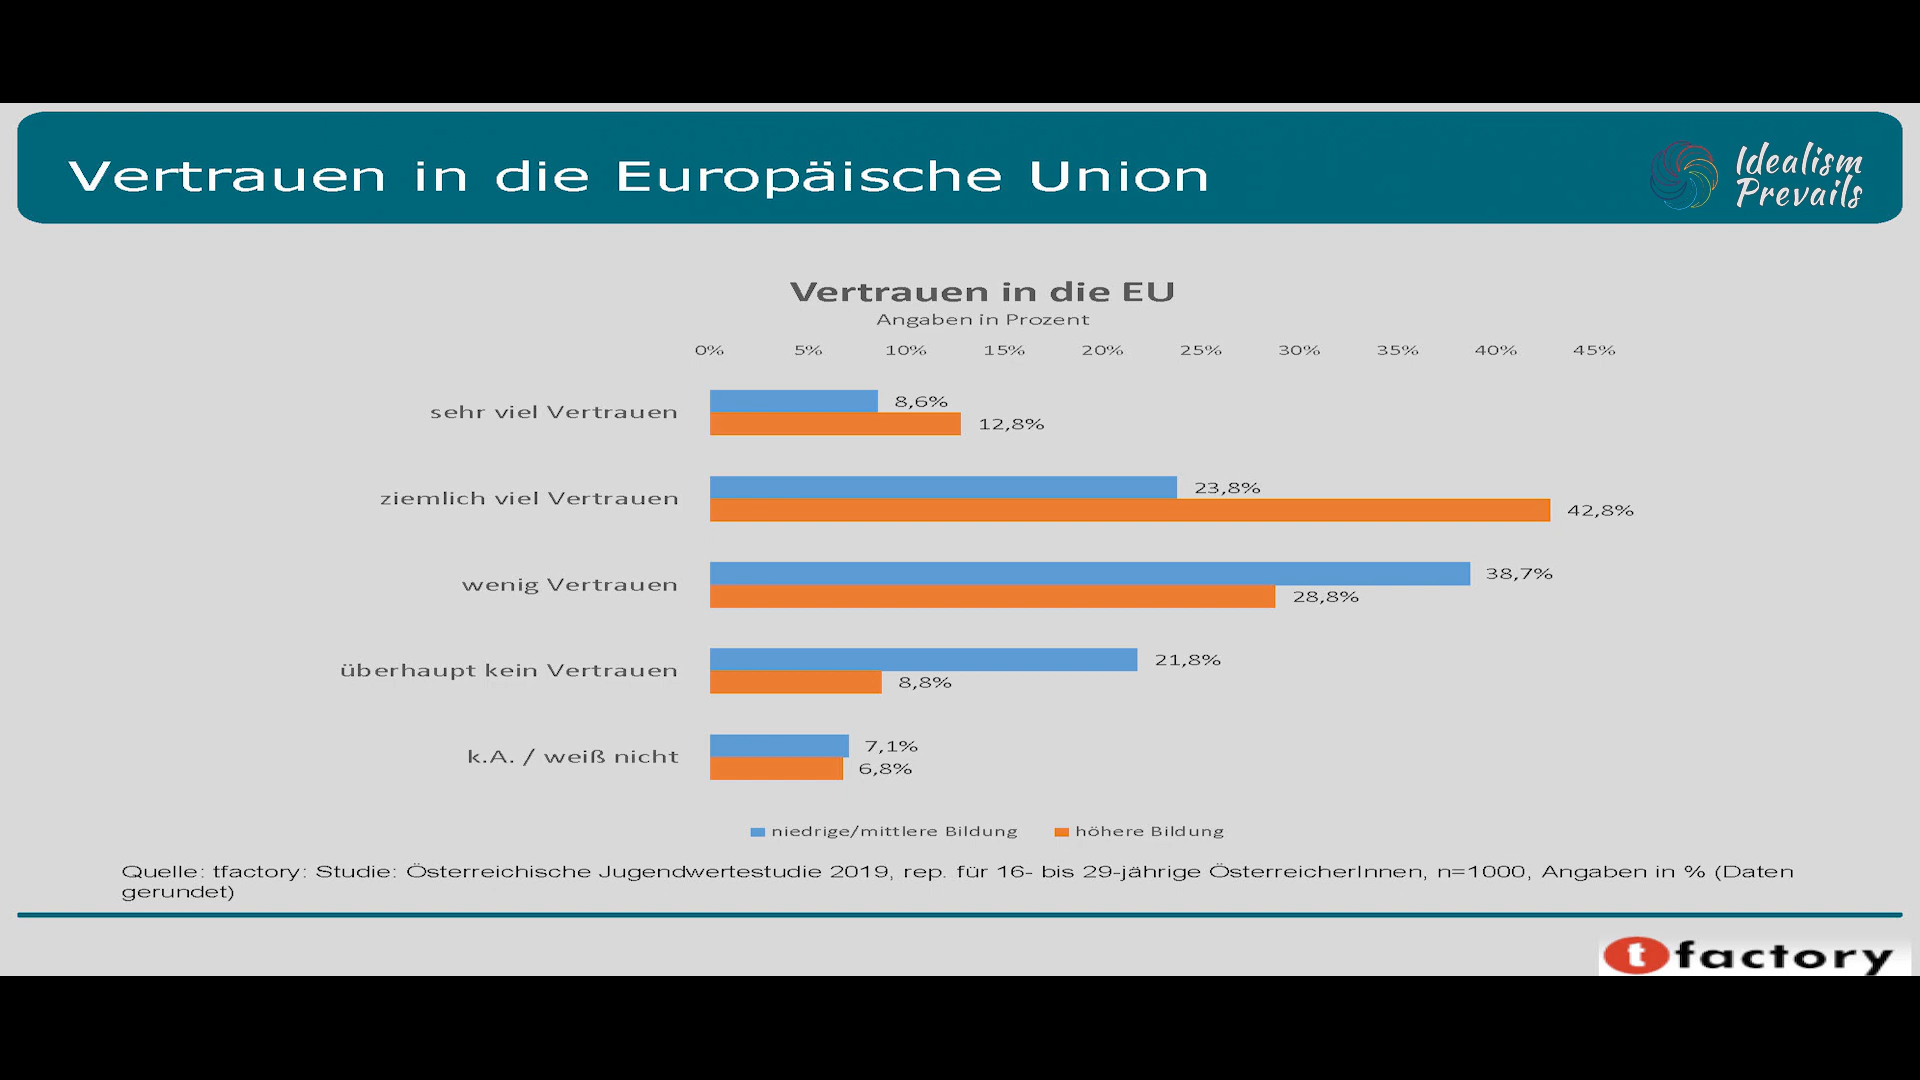 Vertrauen in die Europäische Union
Idealism
Prevails
Vertrauen in die EU
Angaben in Prozent
0% 5% 10% 15% 20% 25% 30% 35% 40% 45%
sehr viel Vertrauen 8,6%
12,8%
ziemlich viel Vertrauen 23,8%
42,8%
wenig Vertrauen 38,7%
28,8%
überhaupt kein Vertrauen 21,8%
8,8%
k.A. / weiß nicht 7,1%
6,8%
niedrige/mittlere Bildung höhere Bildung
Quelle: tfactory: Studie: Österreichische Jugendwertestudie 2019, rep. für 16- bis 29-jährige ÖsterreicherInnen, n=1000, Angaben in % (Daten
gerundet)
tfactory